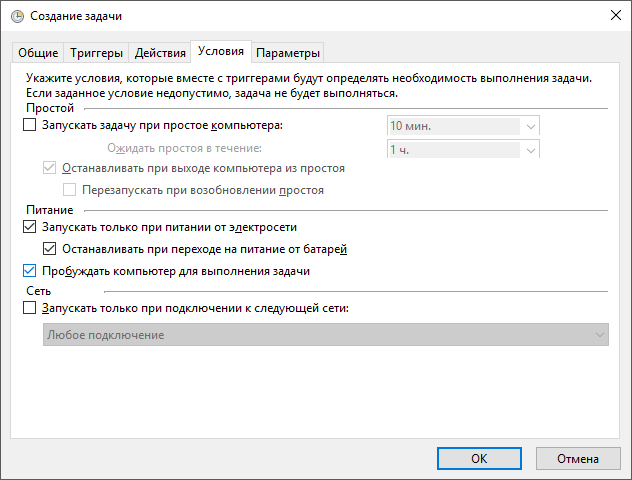 Создание задачи
Общие Триггеры Действия Условия Параметры
Укажите условия, которые вместе с триггерами будут определять необходимость выполнения задачи.
Если заданное условие недопустимо, задача не будет выполняться.
Простой
Запускать задачу при простое компьютера: 10 мин.
Ожидать простоя в течение: 1 ч.
Останавливать при выходе компьютера из простоя
Перезапускать при возобновлении простоя
Питание
Запускать только при питании от электросети
Останавливать при переходе на питание от батарей
Пробуждать компьютер для выполнения задачи
Сеть
Запускать только при подключении к следующей сети:
Любое подключение
OK Отмена